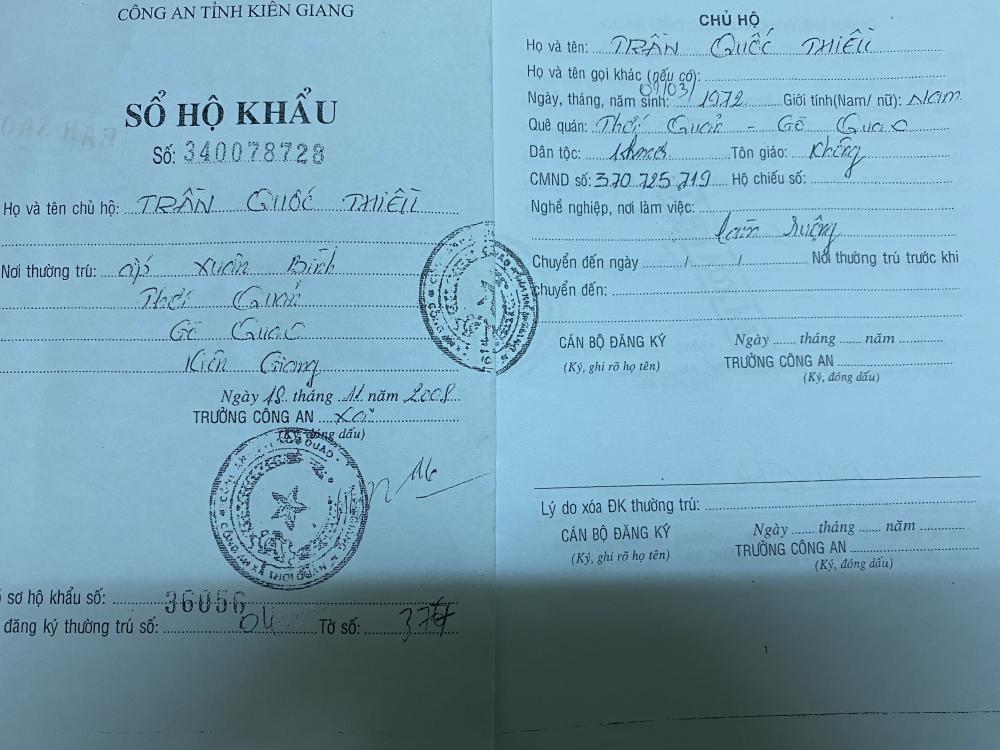 CÔNG AN TỈNH KIÊN GIANG
SỔ HỘ KHẨU
Số: 340078728
Họ và tên chủ hộ: TRẦN QUỐC THIỀU
Nơi thường trú: ấp Xuân Bình
Thới Quản
Gò Quao
Kiên Giang
Ngày 18 tháng 11 năm 2008
TRƯỞNG CÔNG AN Xã
(Ký, đóng dấu)
sơ hộ khẩu số: 36056
đăng ký thường trú số: 04 Tờ số:
CHỦ HỘ
Họ và tên: TRẦN QUỐC THIỀU
Họ và tên gọi khác (nếu có):
Ngày, tháng, năm sinh: 01/03/1972 Giới tính(Nam/ nữ): NAM
Quê quán: Thới Quản - Gò Quao
Dân tộc: Khmer Tôn giáo: Không
CMND số: 370.725.719 Hộ chiếu số:
Nghề nghiệp, nơi làm việc:
Làm ruộng
Chuyển đến ngày / / Nơi thường trú trước khi
chuyển đến:
CÁN BỘ ĐĂNG KÝ
(Ký, ghi rõ họ tên)
Ngày tháng năm
TRƯỞNG CÔNG AN
(Ký, đóng dấu)
Lý do xóa ĐK thường trú:
CÁN BỘ ĐĂNG KÝ
(Ký, ghi rõ họ tên)
Ngày tháng năm
TRƯỞNG CÔNG AN
(Ký, đóng dấu)
1